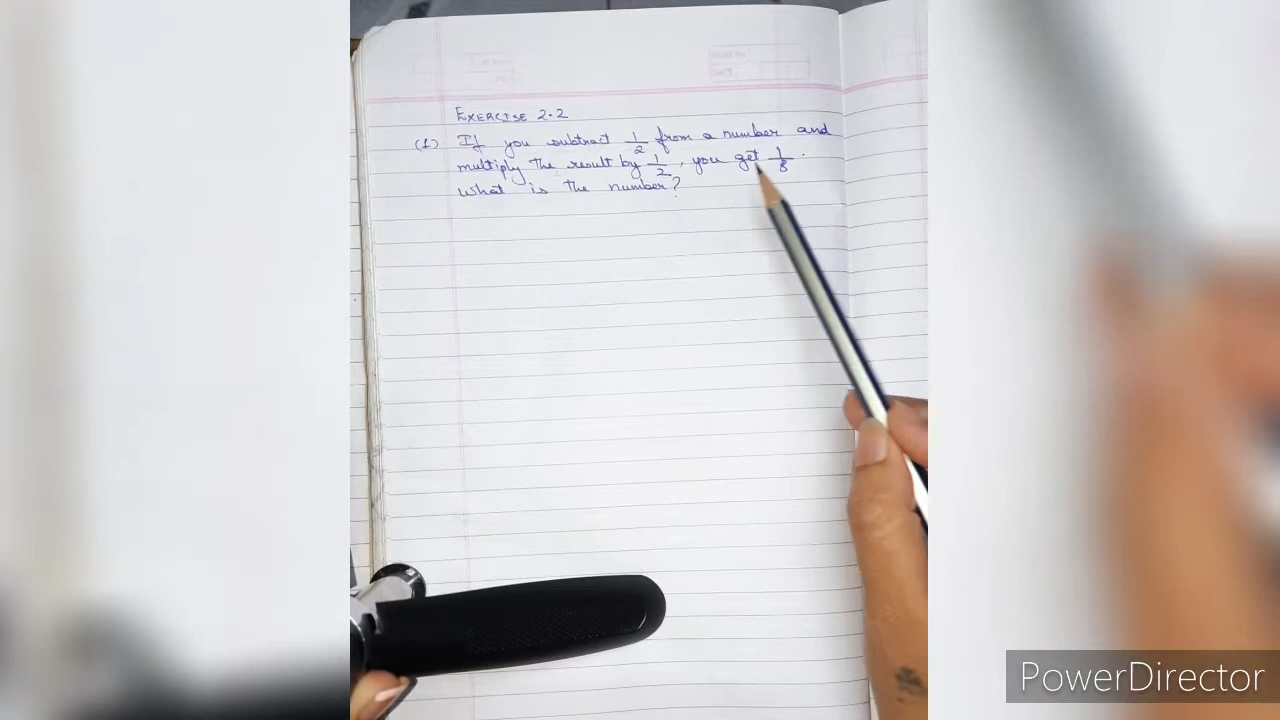 EXERCISE 2.2
(1) If you subtract 1/2 from a number and
multiply the result by 1/2, you get 1/8.
what is the number?
PowerDirector